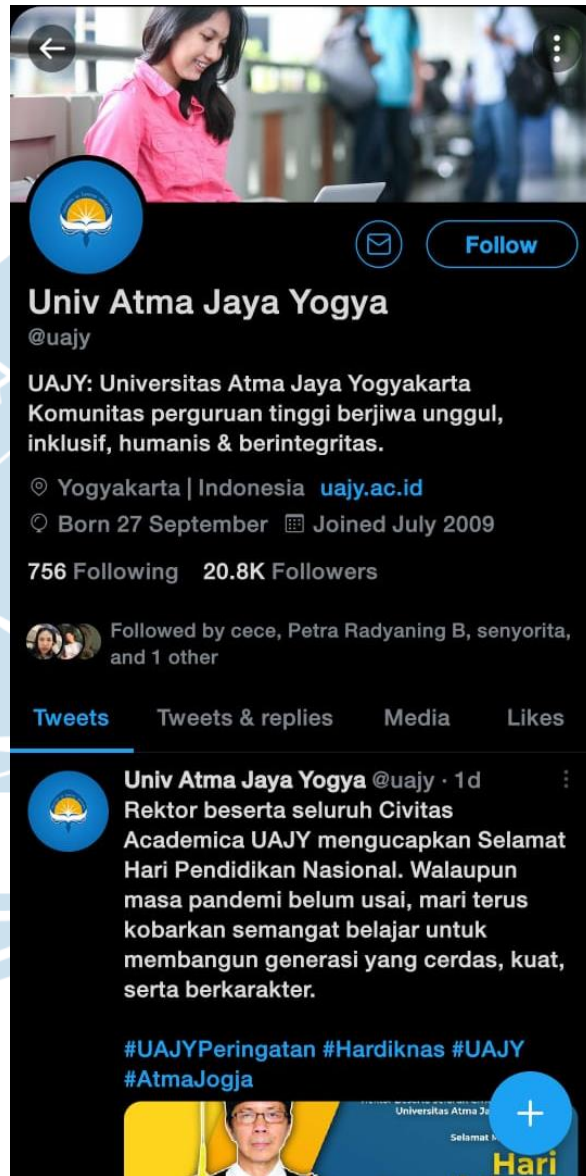 Follow
Univ Atma Jaya Yogya
@uajy
UAJY: Universitas Atma Jaya Yogyakarta
Komunitas perguruan tinggi berjiwa unggul,
inklusif, humanis & berintegritas.
Yogyakarta | Indonesia uajy.ac.id
Born 27 September Joined July 2009
756 Following 20.8K Followers
Followed by cece, Petra Radyaning B, senyorita,
and 1 other
Tweets Tweets & replies Media Likes
Univ Atma Jaya Yogya @uajy · 1d
Rektor beserta seluruh Civitas
Academica UAJY mengucapkan Selamat
Hari Pendidikan Nasional. Walaupun
masa pandemi belum usai, mari terus
kobarkan semangat belajar untuk
membangun generasi yang cerdas, kuat,
serta berkarakter.
#UAJYPeringatan #Hardiknas #UAJY
#AtmaJogja
Universitas Atma
Selamat
Hari